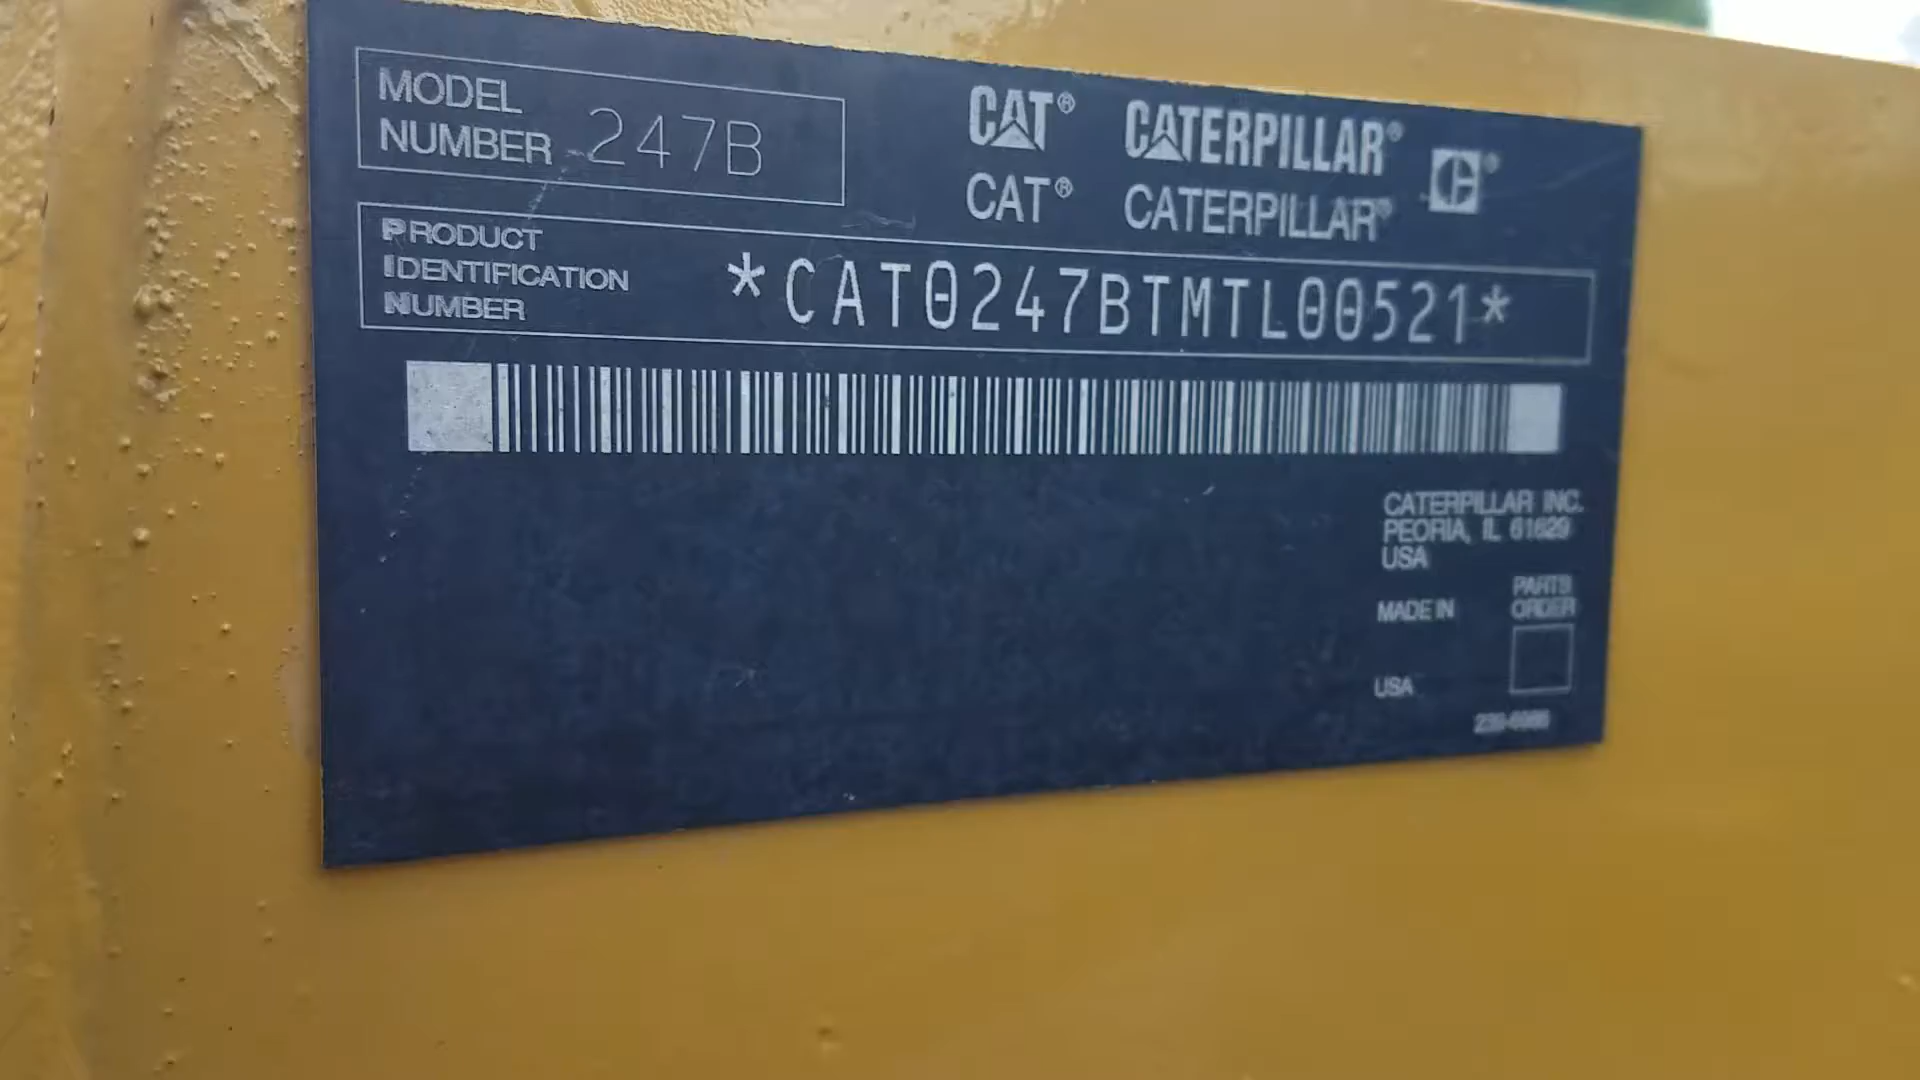 MODEL
NUMBER 247B
CAT® CATERPILLAR® C®
CAT® CATERPILLAR®
PRODUCT
IDENTIFICATION
NUMBER
*CAT0247BTMTL00521*
CATERPILLAR INC.
PEORIA, IL 61629
USA
MADE IN
PARTS
ORDER
USA